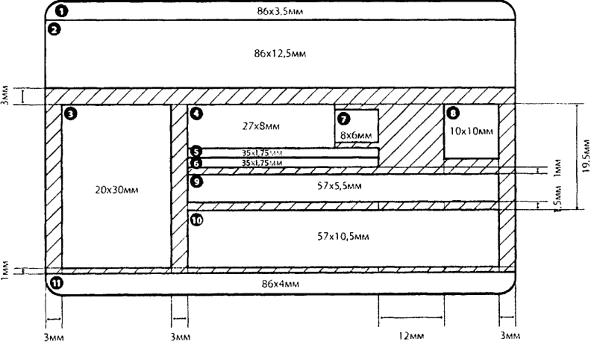 1 86x3,5мм
2
86x12,5мм
3мм
3 4 7 8
27x8мм
8x6мм 10x10мм
5 35x1,75мм
6 35x1,75мм
1мм
19,5мм
20x30мм
9 57x5,5мм
1,5мм
10
57x10,5мм
1мм
11 86x4мм
3мм 3мм 12мм 3мм